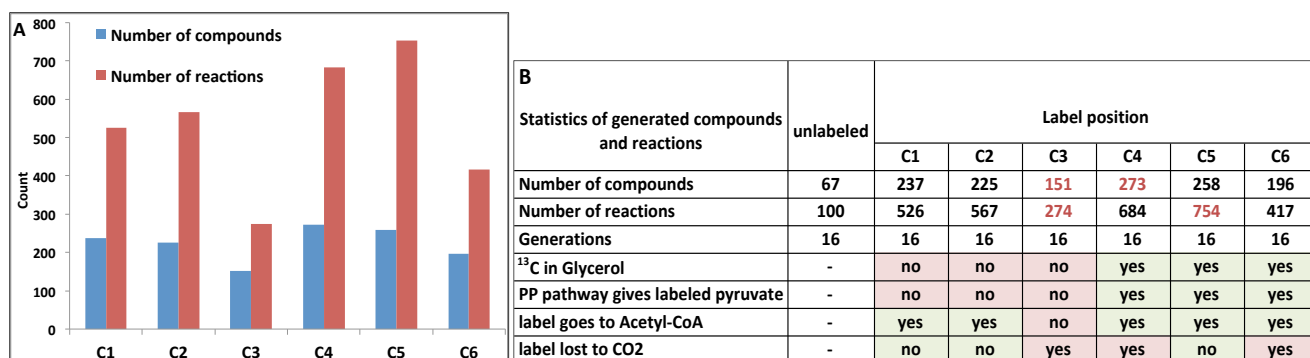 A
Number of compounds
Number of reactions
Count
800
700
600
500
400
300
200
100
0
C1 C2 C3 C4 C5 C6
B
Statistics of generated compounds
and reactions
unlabeled
Label position
C1 C2 C3 C4 C5 C6
Number of compounds 67 237 225 151 273 258 196
Number of reactions 100 526 567 274 684 754 417
Generations 16 16 16 16 16 16 16
¹³C in Glycerol - no no no yes yes yes
PP pathway gives labeled pyruvate - no no no yes yes yes
label goes to Acetyl-CoA - yes yes no yes yes yes
label lost to CO2 - no no yes yes no yes